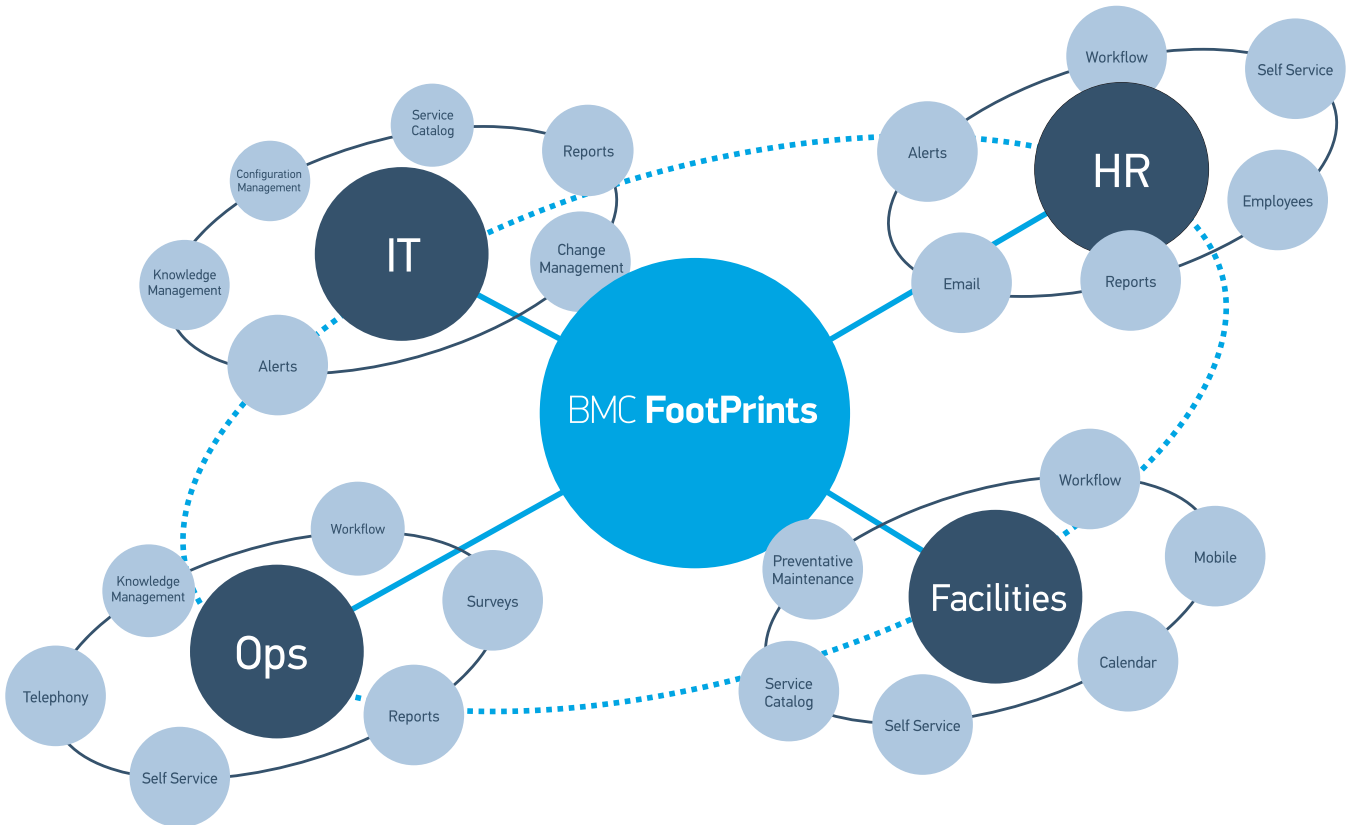 Service
Catalog
Reports
Configuration
Management
IT
Change
Management
Knowledge
Management
Alerts
Workflow
Self Service
Alerts
HR
Employees
Email
Reports
BMC FootPrints
Workflow
Knowledge
Management
Surveys
Ops
Telephony
Reports
Self Service
Workflow
Preventative
Maintenance
Mobile
Facilities
Calendar
Service
Catalog
Self Service